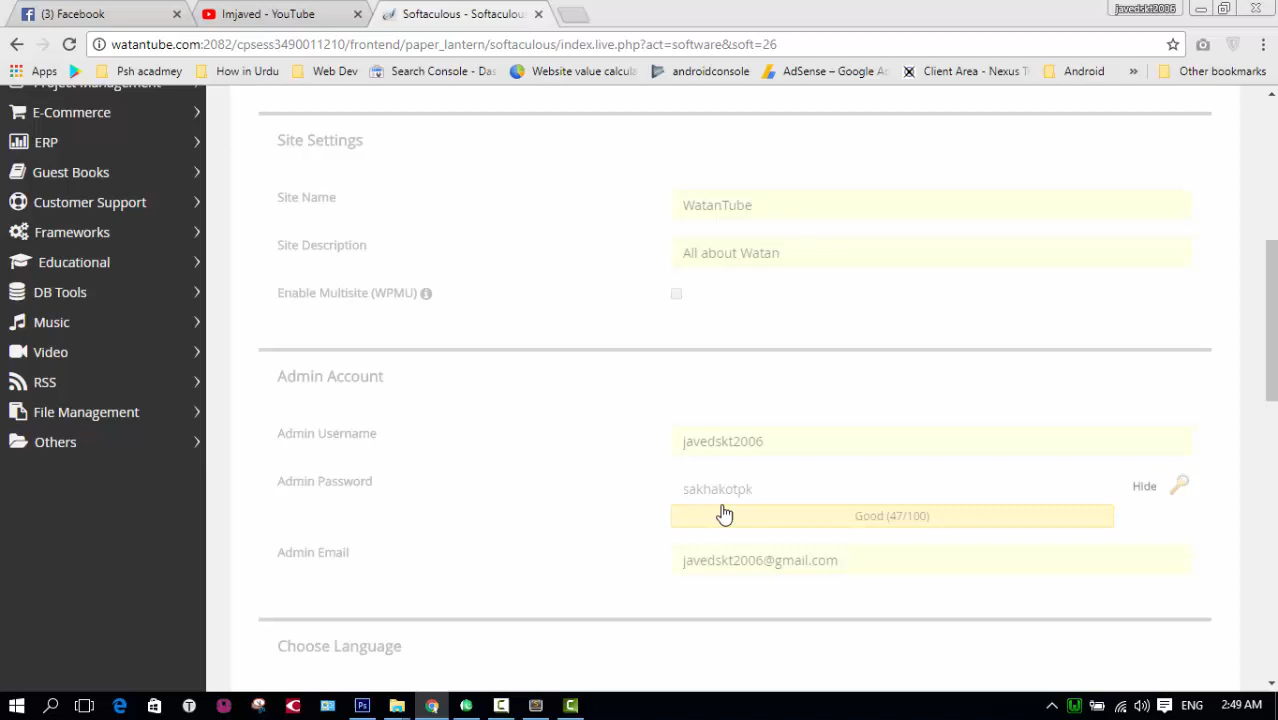 (3) Facebook
Imjaved - YouTube
Softaculous - Softaculou
javedskt2006
watantube.com:2082/cpsess3490011210/frontend/paper_lantern/softaculous/index.live.php?act=software&soft=26
Apps
Psh acadmey
How in Urdu
Web Dev
Search Console - Das
Website value calcula
androidconsole
AdSense – Google Ad
Client Area - Nexus T
Android
»
Other bookmarks
Project Management
E-Commerce
ERP
Guest Books
Customer Support
Frameworks
Educational
DB Tools
Music
Video
RSS
File Management
Others
Site Settings
Site Name
WatanTube
Site Description
All about Watan
Enable Multisite (WPMU)
Admin Account
Admin Username
javedskt2006
Admin Password
sakhakotpk
Hide
Good (47/100)
Admin Email
javedskt2006@gmail.com
Choose Language
ENG
2:49 AM